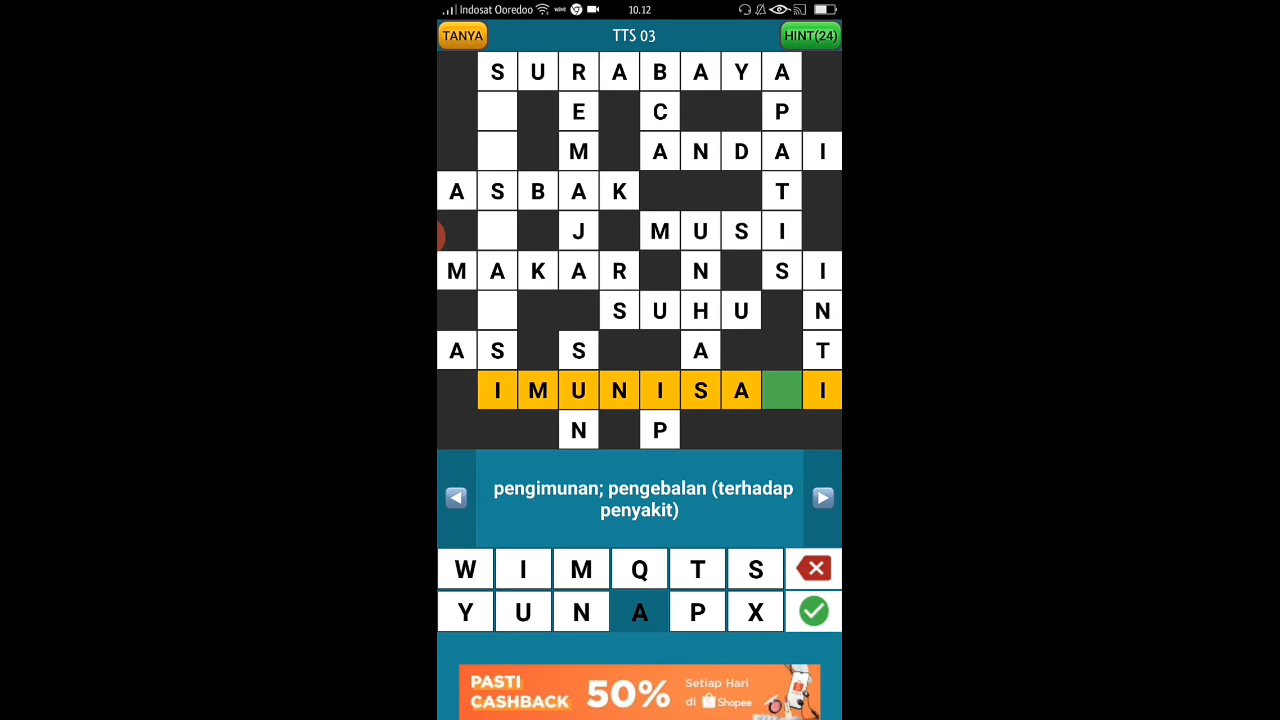 Indosat Ooredoo 10.12
TANYA TTS 03 HINT(24)
S U R A B A Y A
E C P
M A N D A I
A S B A K T
J M U S I
M A K A R N S I
S U H U N
A S S A T
I M U N I S A I
N P
pengimunan; pengebalan (terhadap
penyakit)
W I M Q T S
Y U N A P X
PASTI
CASHBACK
50%
Setiap Hari
di Shopee